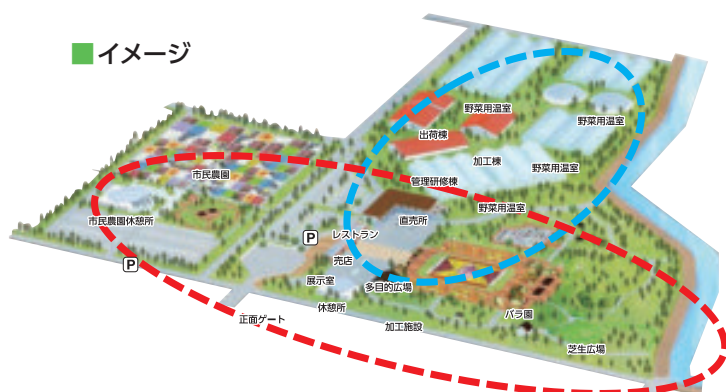 ■イメージ
野菜用温室
野菜用温室
出荷棟
加工棟
野菜用温室
市民農園
管理研修棟
野菜用温室
市民農園休憩所
直売所
レストラン
P
売店
P
展示室
多目的広場
休憩所
バラ園
正面ゲート
加工施設
芝生広場